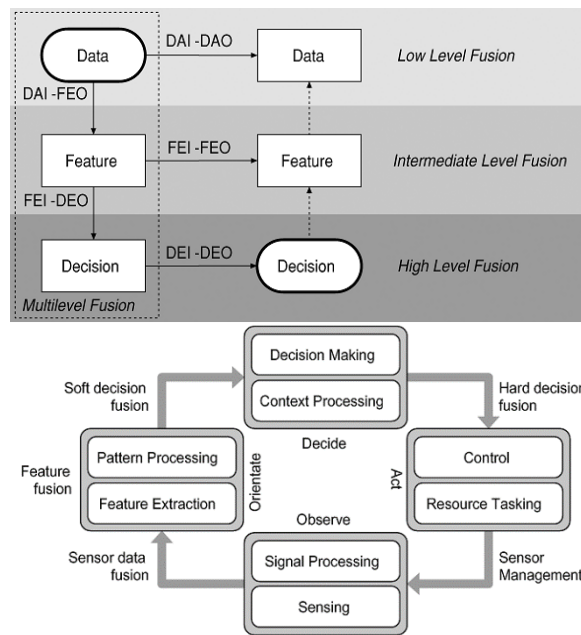 Data
DAI -DAO
Data
Low Level Fusion
DAI -FEO
Feature
FEI -FEO
Feature
Intermediate Level Fusion
FEI -DEO
Decision
DEI -DEO
Decision
High Level Fusion
Multilevel Fusion
Decision Making
Context Processing
Decide
Soft decision
fusion
Hard decision
fusion
Pattern Processing
Feature Extraction
Orientate
Feature
fusion
Act
Control
Resource Tasking
Observe
Signal Processing
Sensing
Sensor data
fusion
Sensor
Management